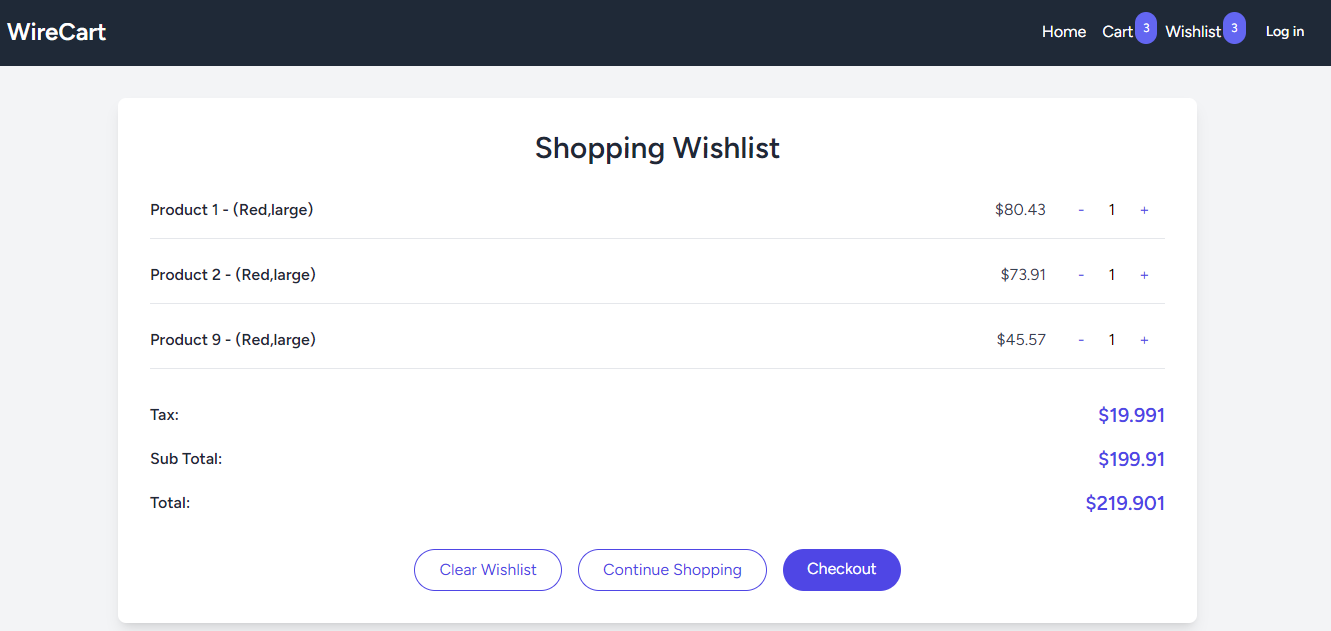 WireCart Home Cart 3 Wishlist 3 Log in
Shopping Wishlist
Product 1 - (Red,large) $80.43 - 1 +
Product 2 - (Red,large) $73.91 - 1 +
Product 9 - (Red,large) $45.57 - 1 +
Tax: $19.991
Sub Total: $199.91
Total: $219.901
Clear Wishlist Continue Shopping Checkout